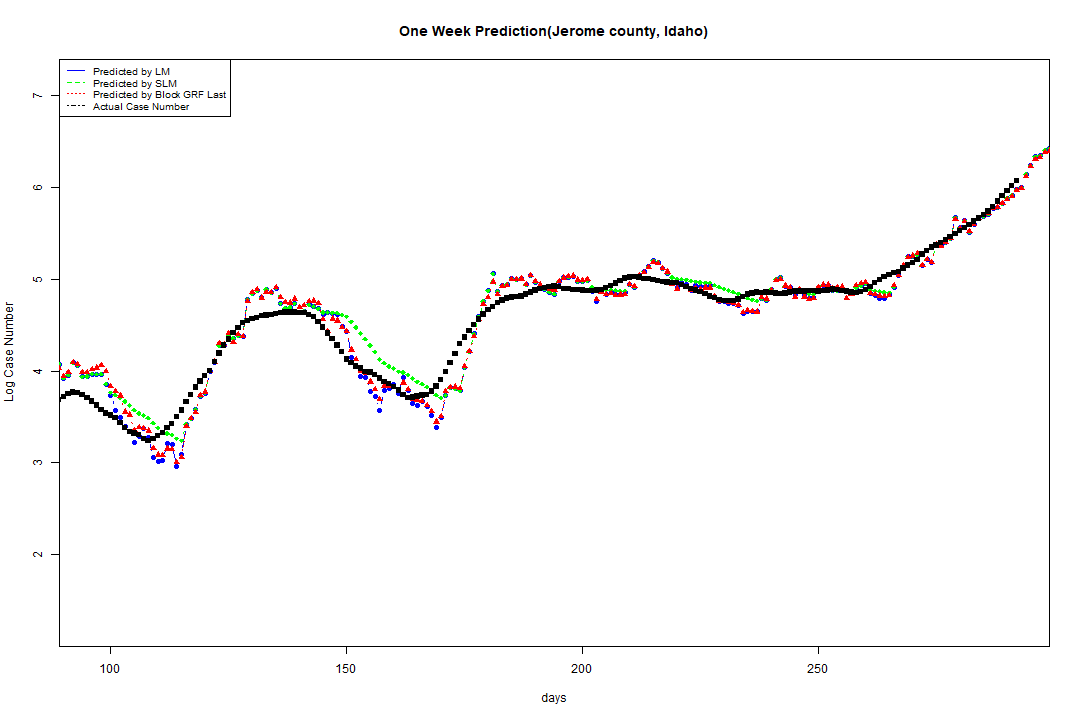 One Week Prediction(Jerome county, Idaho)
Predicted by LM
Predicted by SLM
Predicted by Block GRF Last
Actual Case Number
7
6
5
4
3
2
Log Case Number
100 150 200 250
days